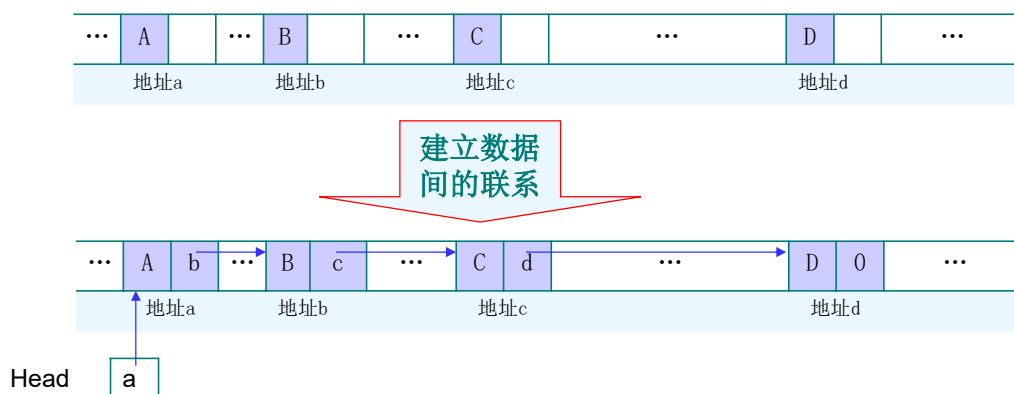 … A … B … C … D …
地址a 地址b 地址c 地址d
建立数据
间的联系
… A b … B c … C d … D 0 …
地址a 地址b 地址c 地址d
Head a